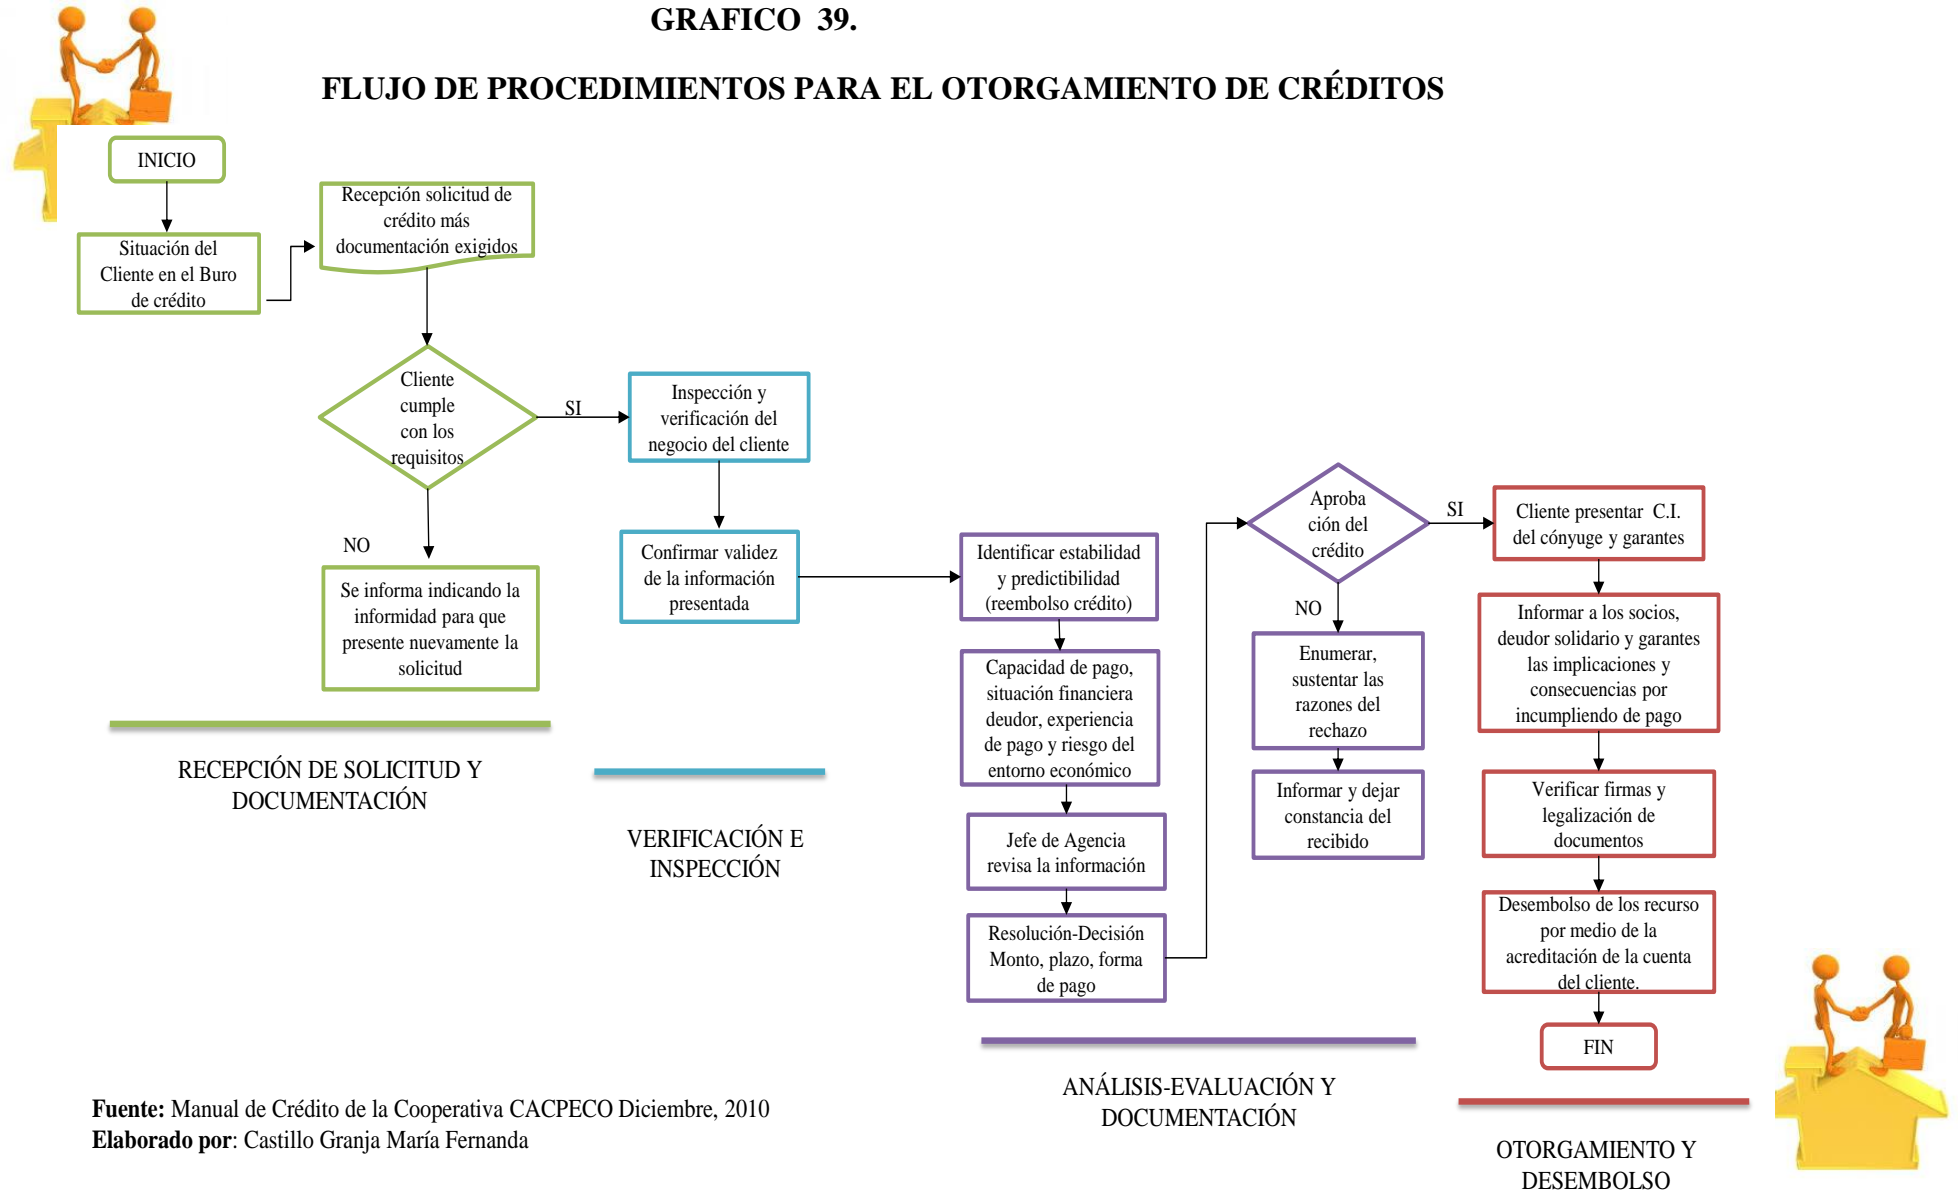 GRAFICO 39.
FLUJO DE PROCEDIMIENTOS PARA EL OTORGAMIENTO DE CRÉDITOS
INICIO
Situación del
Cliente en el Buro
de crédito
Recepción solicitud de
crédito más
documentación exigidos
Cliente
cumple
con los
requisitos
SI
NO
Se informa indicando la
informidad para que
presente nuevamente la
solicitud
RECEPCIÓN DE SOLICITUD Y
DOCUMENTACIÓN
Inspección y
verificación del
negocio del cliente
Confirmar validez
de la información
presentada
VERIFICACIÓN E
INSPECCIÓN
Identificar estabilidad
y predictibilidad
(reembolso crédito)
Capacidad de pago,
situación financiera
deudor, experiencia
de pago y riesgo del
entorno económico
Jefe de Agencia
revisa la información
Resolución-Decisión
Monto, plazo, forma
de pago
Aproba
ción del
crédito
SI
NO
Enumerar,
sustentar las
razones del
rechazo
Informar y dejar
constancia del
recibido
ANÁLISIS-EVALUACIÓN Y
DOCUMENTACIÓN
Cliente presentar C.I.
del cónyuge y garantes
Informar a los socios,
deudor solidario y garantes
las implicaciones y
consecuencias por
incumpliendo de pago
Verificar firmas y
legalización de
documentos
Desembolso de los recurso
por medio de la
acreditación de la cuenta
del cliente.
FIN
OTORGAMIENTO Y
DESEMBOLSO
Fuente: Manual de Crédito de la Cooperativa CACPECO Diciembre, 2010
Elaborado por: Castillo Granja María Fernanda